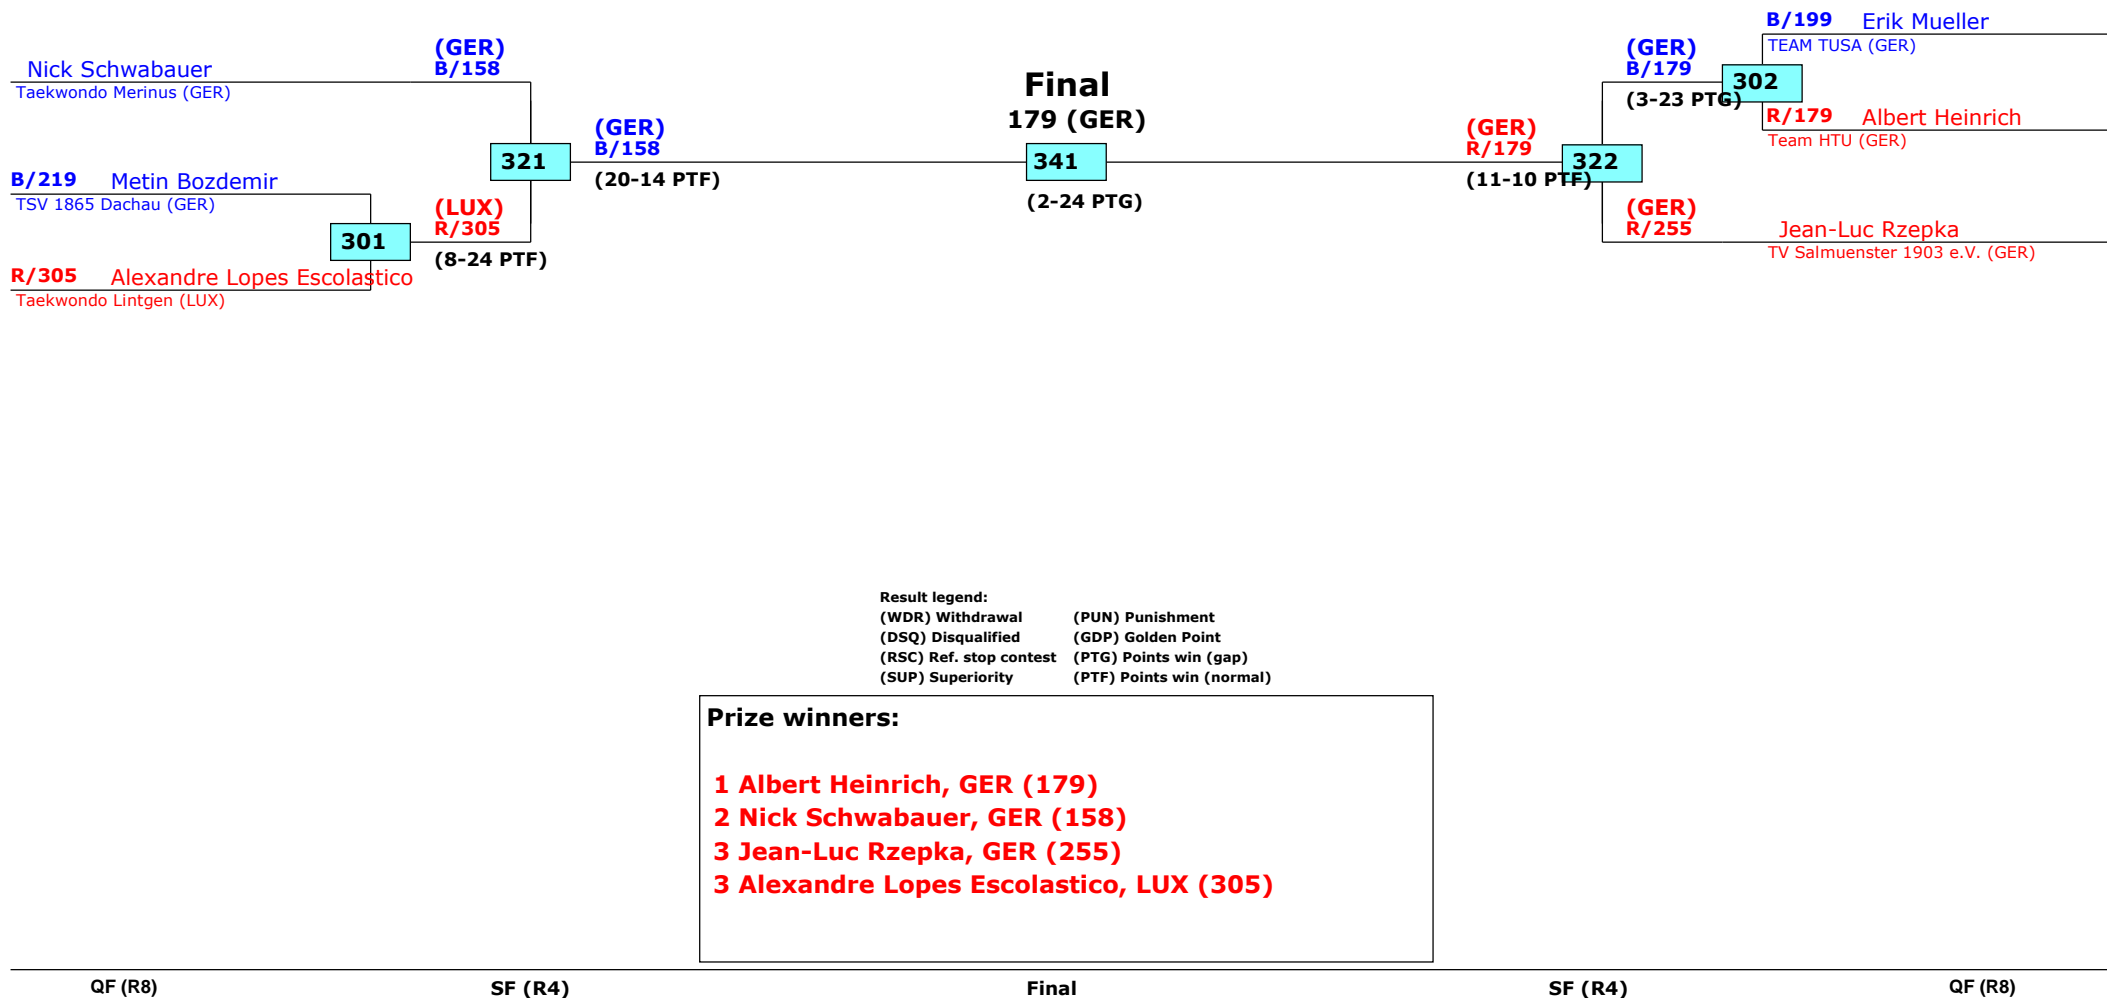 Nick Schwabauer
Taekwondo Merinus (GER)
(GER)
B/158
B/219 Metin Bozdemir
TSV 1865 Dachau (GER)
301
R/305 Alexandre Lopes Escolastico
Taekwondo Lintgen (LUX)
(LUX)
R/305
(8-24 PTF)
321
(GER)
B/158
(20-14 PTF)
Final
179 (GER)
341
(2-24 PTG)
(GER)
R/179
(11-10 PTF)
322
(GER)
B/179
(3-23 PTG)
302
B/199 Erik Mueller
TEAM TUSA (GER)
R/179 Albert Heinrich
Team HTU (GER)
(GER)
R/255
Jean-Luc Rzepka
TV Salmuenster 1903 e.V. (GER)
Result legend:
(WDR) Withdrawal (PUN) Punishment
(DSQ) Disqualified (GDP) Golden Point
(RSC) Ref. stop contest (PTG) Points win (gap)
(SUP) Superiority (PTF) Points win (normal)
Prize winners:
1 Albert Heinrich, GER (179)
2 Nick Schwabauer, GER (158)
3 Jean-Luc Rzepka, GER (255)
3 Alexandre Lopes Escolastico, LUX (305)
QF (R8) SF (R4) Final SF (R4) QF (R8)